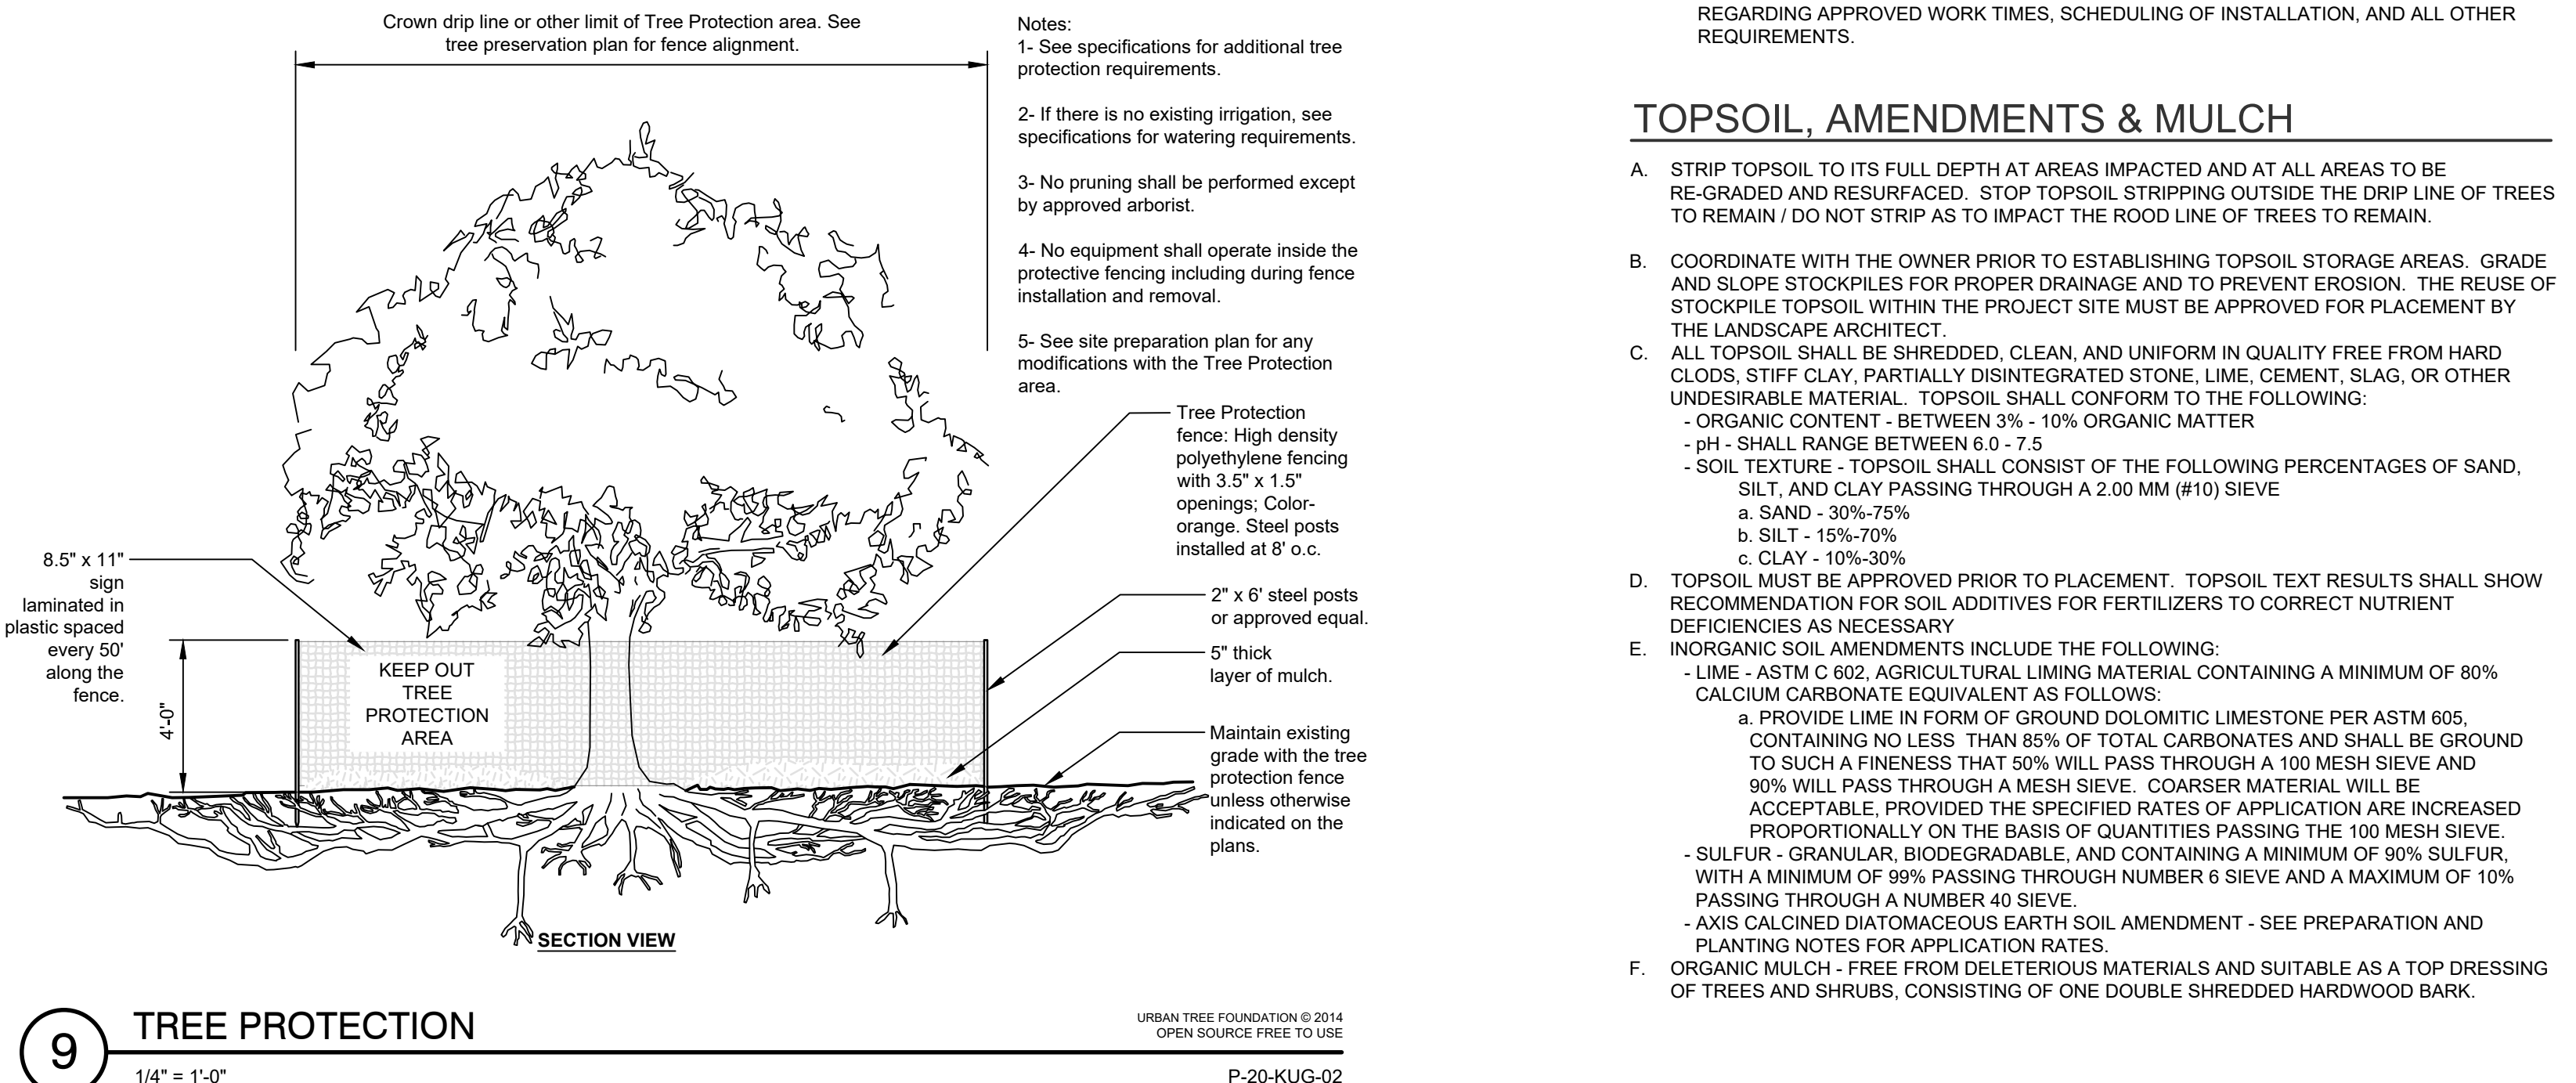 Crown drip line or other limit of Tree Protection area. See
tree preservation plan for fence alignment.
Notes:
1- See specifications for additional tree
protection requirements.
2- If there is no existing irrigation, see
specifications for watering requirements.
3- No pruning shall be performed except
by approved arborist.
4- No equipment shall operate inside the
protective fencing including during fence
installation and removal.
5- See site preparation plan for any
modifications with the Tree Protection
area.
Tree Protection
fence: High density
polyethylene fencing
with 3.5" x 1.5"
openings; Color-
orange. Steel posts
installed at 8' o.c.
2" x 6' steel posts
or approved equal.
5" thick
layer of mulch.
Maintain existing
grade with the tree
protection fence
unless otherwise
indicated on the
plans.
8.5" x 11"
sign
laminated in
plastic spaced
every 50'
along the
fence.
4'-0"
KEEP OUT
TREE
PROTECTION
AREA
SECTION VIEW
9
TREE PROTECTION
URBAN TREE FOUNDATION © 2014
OPEN SOURCE FREE TO USE
1/4" = 1'-0"
P-20-KUG-02
REGARDING APPROVED WORK TIMES, SCHEDULING OF INSTALLATION, AND ALL OTHER
REQUIREMENTS.
TOPSOIL, AMENDMENTS & MULCH
A. STRIP TOPSOIL TO ITS FULL DEPTH AT AREAS IMPACTED AND AT ALL AREAS TO BE
RE-GRADED AND RESURFACED. STOP TOPSOIL STRIPPING OUTSIDE THE DRIP LINE OF TREES
TO REMAIN / DO NOT STRIP AS TO IMPACT THE ROOD LINE OF TREES TO REMAIN.
B. COORDINATE WITH THE OWNER PRIOR TO ESTABLISHING TOPSOIL STORAGE AREAS. GRADE
AND SLOPE STOCKPILES FOR PROPER DRAINAGE AND TO PREVENT EROSION. THE REUSE OF
STOCKPILE TOPSOIL WITHIN THE PROJECT SITE MUST BE APPROVED FOR PLACEMENT BY
THE LANDSCAPE ARCHITECT.
C. ALL TOPSOIL SHALL BE SHREDDED, CLEAN, AND UNIFORM IN QUALITY FREE FROM HARD
CLODS, STIFF CLAY, PARTIALLY DISINTEGRATED STONE, LIME, CEMENT, SLAG, OR OTHER
UNDESIRABLE MATERIAL. TOPSOIL SHALL CONFORM TO THE FOLLOWING:
- ORGANIC CONTENT - BETWEEN 3% - 10% ORGANIC MATTER
- pH - SHALL RANGE BETWEEN 6.0 - 7.5
- SOIL TEXTURE - TOPSOIL SHALL CONSIST OF THE FOLLOWING PERCENTAGES OF SAND,
SILT, AND CLAY PASSING THROUGH A 2.00 MM (#10) SIEVE
a. SAND - 30%-75%
b. SILT - 15%-70%
c. CLAY - 10%-30%
D. TOPSOIL MUST BE APPROVED PRIOR TO PLACEMENT. TOPSOIL TEXT RESULTS SHALL SHOW
RECOMMENDATION FOR SOIL ADDITIVES FOR FERTILIZERS TO CORRECT NUTRIENT
DEFICIENCIES AS NECESSARY
E. INORGANIC SOIL AMENDMENTS INCLUDE THE FOLLOWING:
- LIME - ASTM C 602, AGRICULTURAL LIMING MATERIAL CONTAINING A MINIMUM OF 80%
CALCIUM CARBONATE EQUIVALENT AS FOLLOWS:
a. PROVIDE LIME IN FORM OF GROUND DOLOMITIC LIMESTONE PER ASTM 605,
CONTAINING NO LESS THAN 85% OF TOTAL CARBONATES AND SHALL BE GROUND
TO SUCH A FINENESS THAT 50% WILL PASS THROUGH A 100 MESH SIEVE AND
90% WILL PASS THROUGH A MESH SIEVE. COARSER MATERIAL WILL BE
ACCEPTABLE, PROVIDED THE SPECIFIED RATES OF APPLICATION ARE INCREASED
PROPORTIONALLY ON THE BASIS OF QUANTITIES PASSING THE 100 MESH SIEVE.
- SULFUR - GRANULAR, BIODEGRADABLE, AND CONTAINING A MINIMUM OF 90% SULFUR,
WITH A MINIMUM OF 99% PASSING THROUGH NUMBER 6 SIEVE AND A MAXIMUM OF 10%
PASSING THROUGH A NUMBER 40 SIEVE.
- AXIS CALCINED DIATOMACEOUS EARTH SOIL AMENDMENT - SEE PREPARATION AND
PLANTING NOTES FOR APPLICATION RATES.
F. ORGANIC MULCH - FREE FROM DELETERIOUS MATERIALS AND SUITABLE AS A TOP DRESSING
OF TREES AND SHRUBS, CONSISTING OF ONE DOUBLE SHREDDED HARDWOOD BARK.